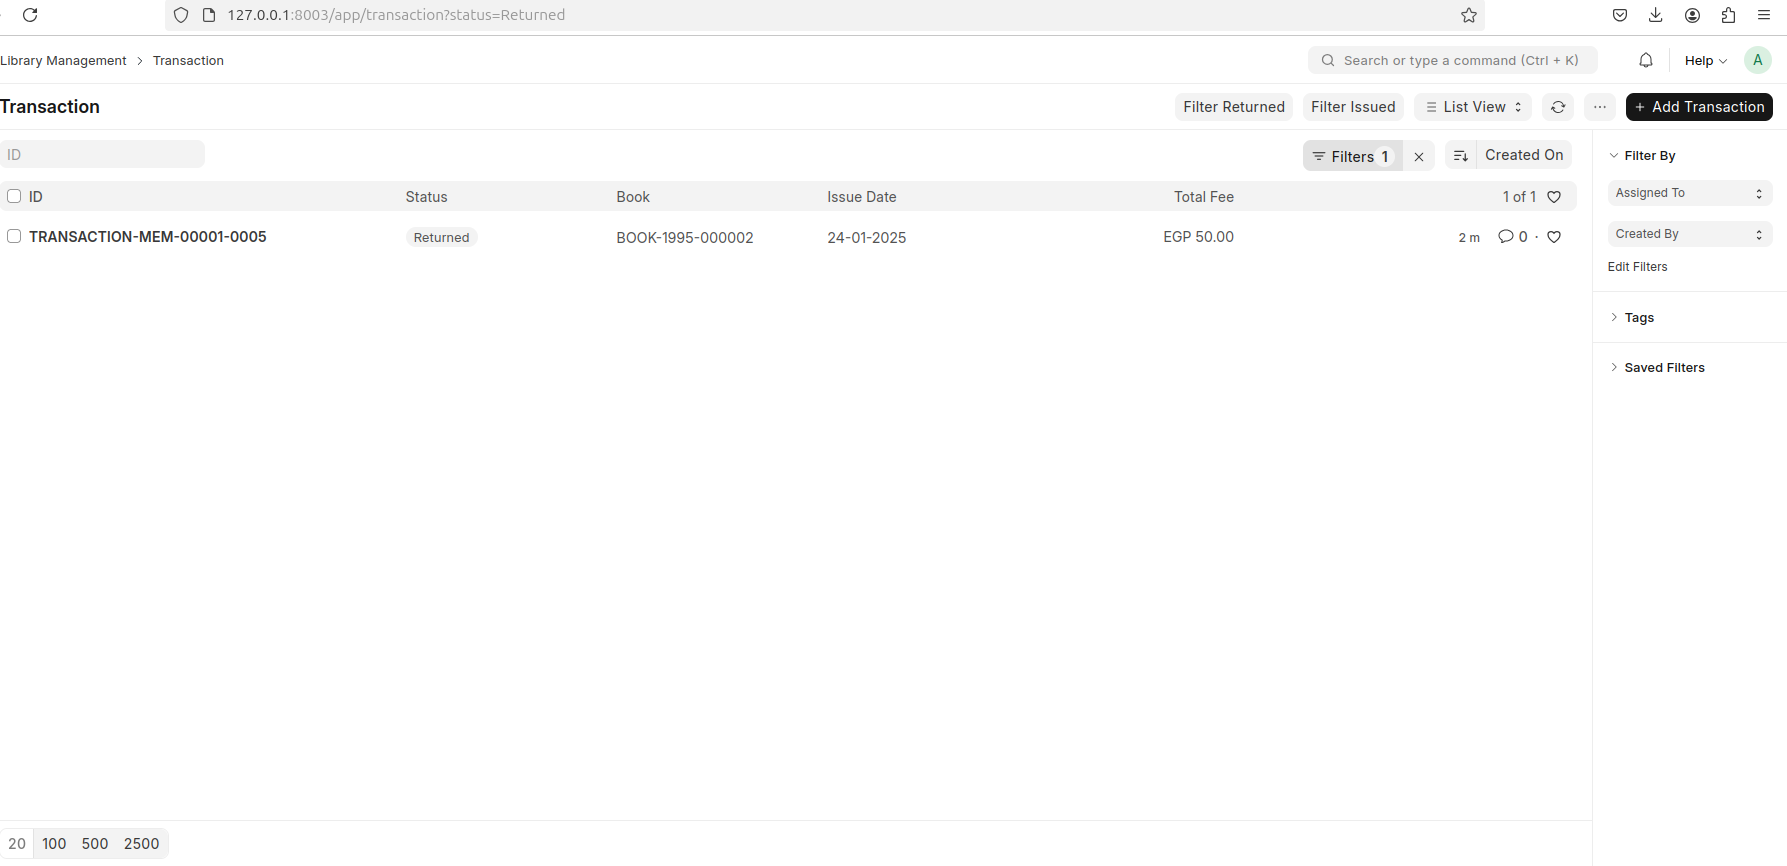 127.0.0.1:8003/app/transaction?status=Returned
Library Management > Transaction
Search or type a command (Ctrl + K)
Help
A
Transaction
Filter Returned
Filter Issued
List View
···
+ Add Transaction
ID
Filters 1
Created On
Filter By
ID Status Book Issue Date Total Fee 1 of 1
Assigned To
TRANSACTION-MEM-00001-0005 Returned BOOK-1995-000002 24-01-2025 EGP 50.00 2 m 0 ·
Created By
Edit Filters
Tags
Saved Filters
20 100 500 2500